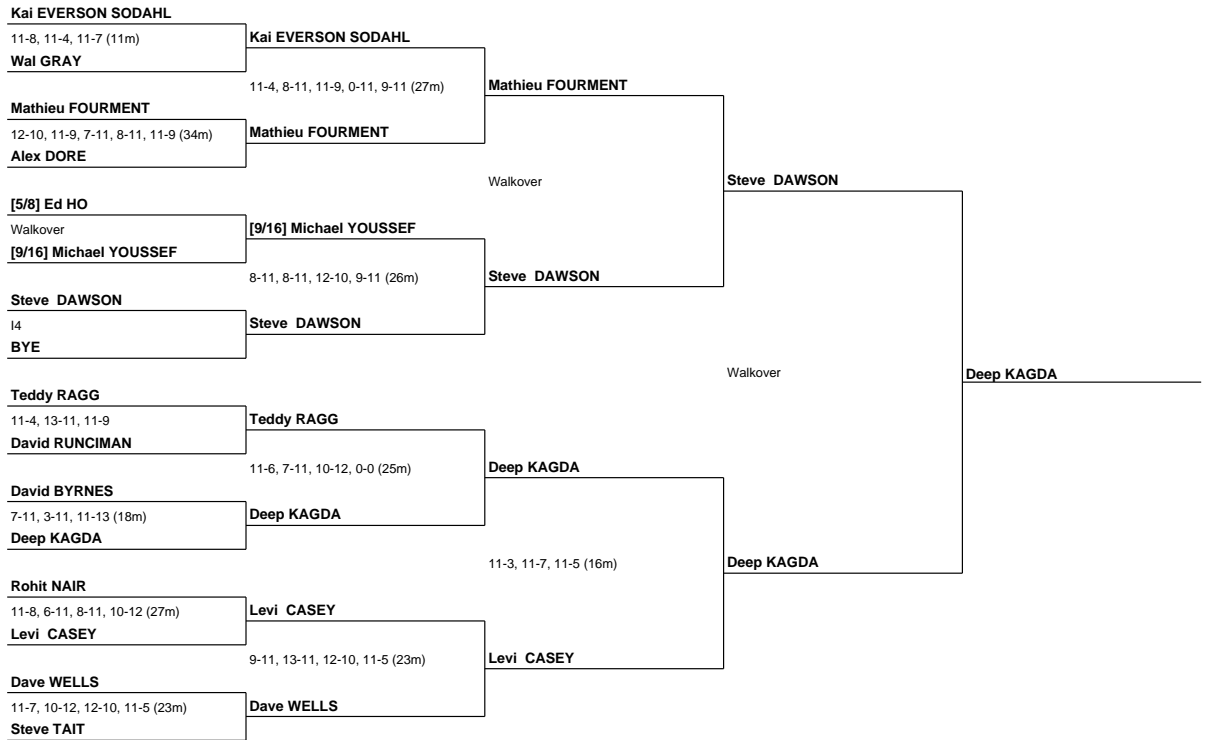 Kai EVERSON SODAHL
11-8, 11-4, 11-7 (11m)
Wal GRAY
Mathieu FOURMENT
12-10, 11-9, 7-11, 8-11, 11-9 (34m)
Alex DORE
[5/8] Ed HO
Walkover
[9/16] Michael YOUSSEF
Steve DAWSON
I4
BYE
Teddy RAGG
11-4, 13-11, 11-9
David RUNCIMAN
David BYRNES
7-11, 3-11, 11-13 (18m)
Deep KAGDA
Rohit NAIR
11-8, 6-11, 8-11, 10-12 (27m)
Levi CASEY
Dave WELLS
11-7, 10-12, 12-10, 11-5 (23m)
Steve TAIT
Kai EVERSON SODAHL
11-4, 8-11, 11-9, 0-11, 9-11 (27m)
Mathieu FOURMENT
[9/16] Michael YOUSSEF
8-11, 8-11, 12-10, 9-11 (26m)
Steve DAWSON
Teddy RAGG
11-6, 7-11, 10-12, 0-0 (25m)
Deep KAGDA
Levi CASEY
9-11, 13-11, 12-10, 11-5 (23m)
Dave WELLS
Mathieu FOURMENT
Walkover
Steve DAWSON
Deep KAGDA
11-3, 11-7, 11-5 (16m)
Levi CASEY
Steve DAWSON
Walkover
Deep KAGDA
Deep KAGDA